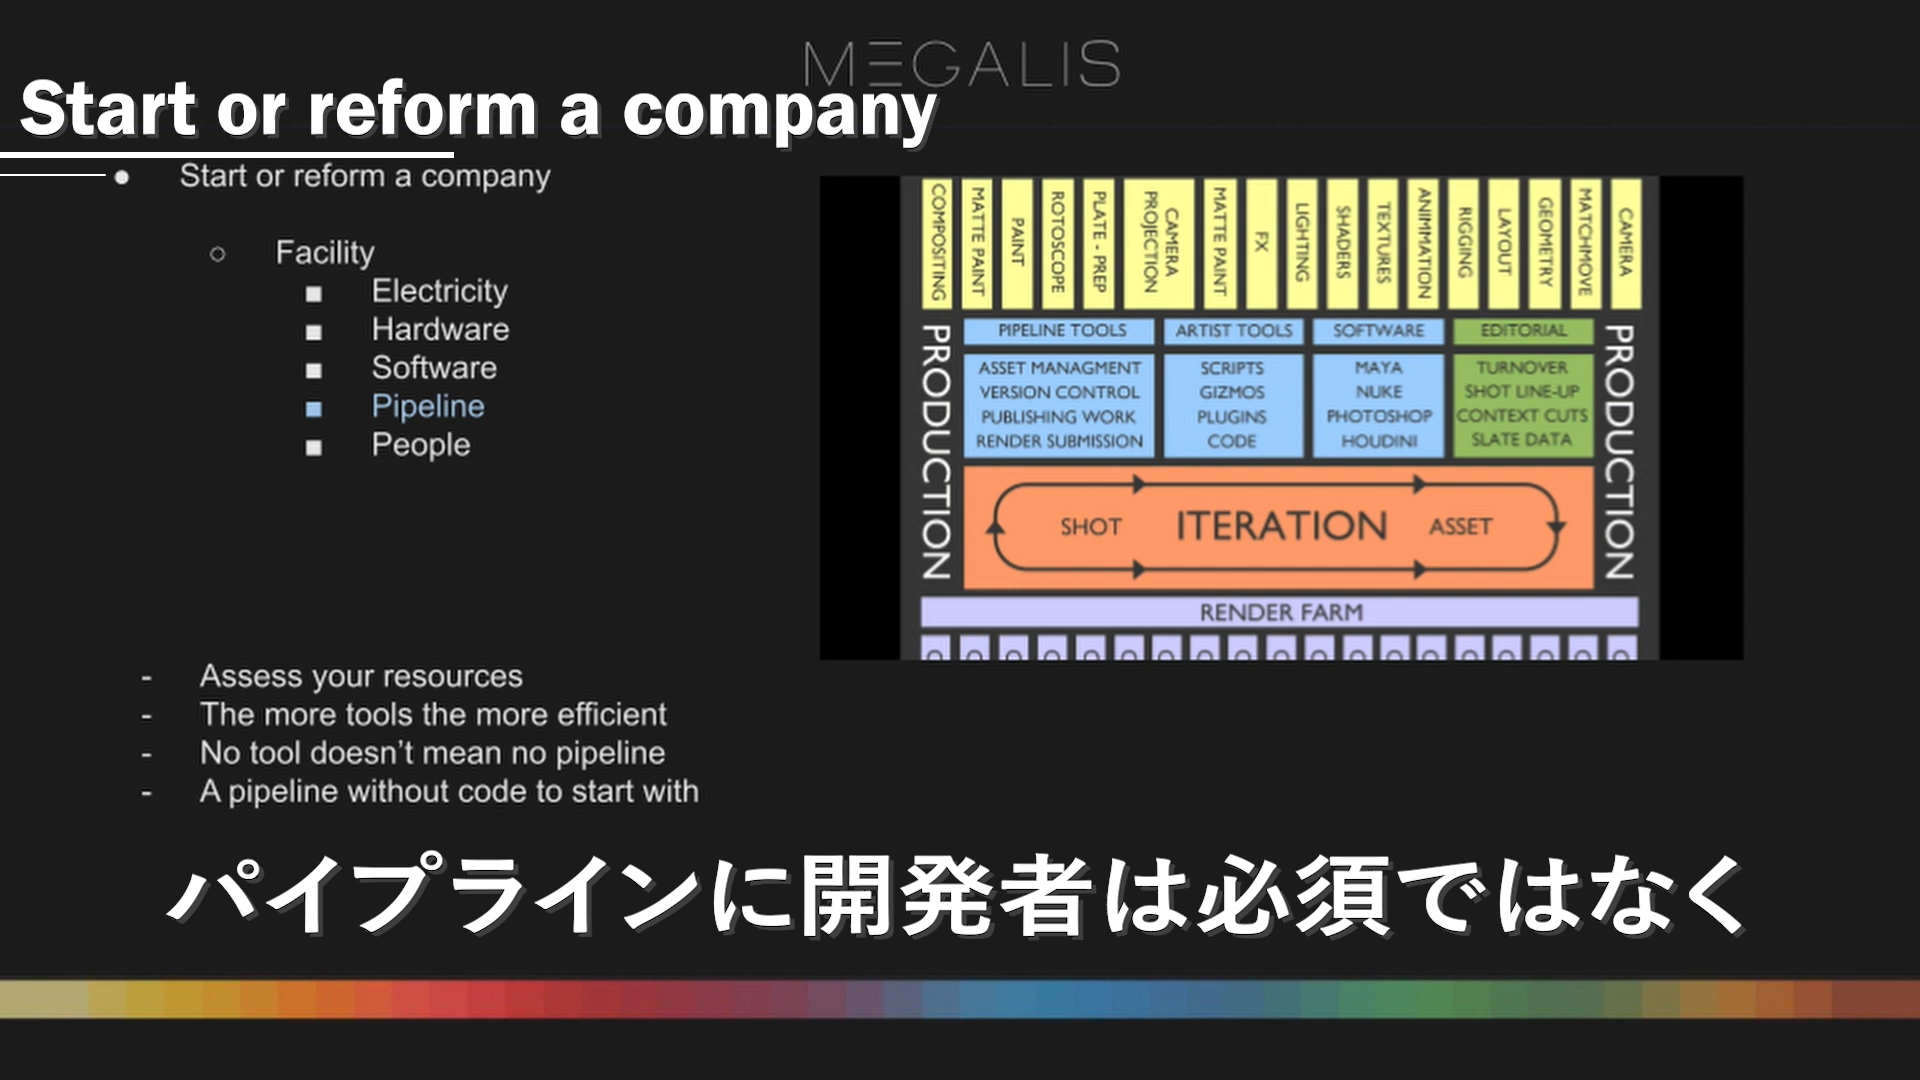 MEGALIS
Start or reform a company
Start or reform a company
Facility
Electricity
Hardware
Software
Pipeline
People
Assess your resources
The more tools the more efficient
No tool doesn't mean no pipeline
A pipeline without code to start with
COMPOSITING
MATTE PAINT
PAINT
ROTOSCOPE
PLATE - PREP
CAMERA
PROJECTION
MATTE PAINT
FX
LIGHTING
SHADERS
TEXTURES
ANIMMATION
RIGGING
LAYOUT
GEOMETRY
MATCHMOVE
CAMERA
PRODUCTION
PIPELINE TOOLS
ASSET MANAGMENT
VERSION CONTROL
PUBLISHING WORK
RENDER SUBMISSION
ARTIST TOOLS
SCRIPTS
GIZMOS
PLUGINS
CODE
SOFTWARE
MAYA
NUKE
PHOTOSHOP
HOUDINI
EDITORIAL
TURNOVER
SHOT LINE-UP
CONTEXT CUTS
SLATE DATA
PRODUCTION
SHOT ITERATION ASSET
RENDER FARM
パイプラインに開発者は必須ではなく